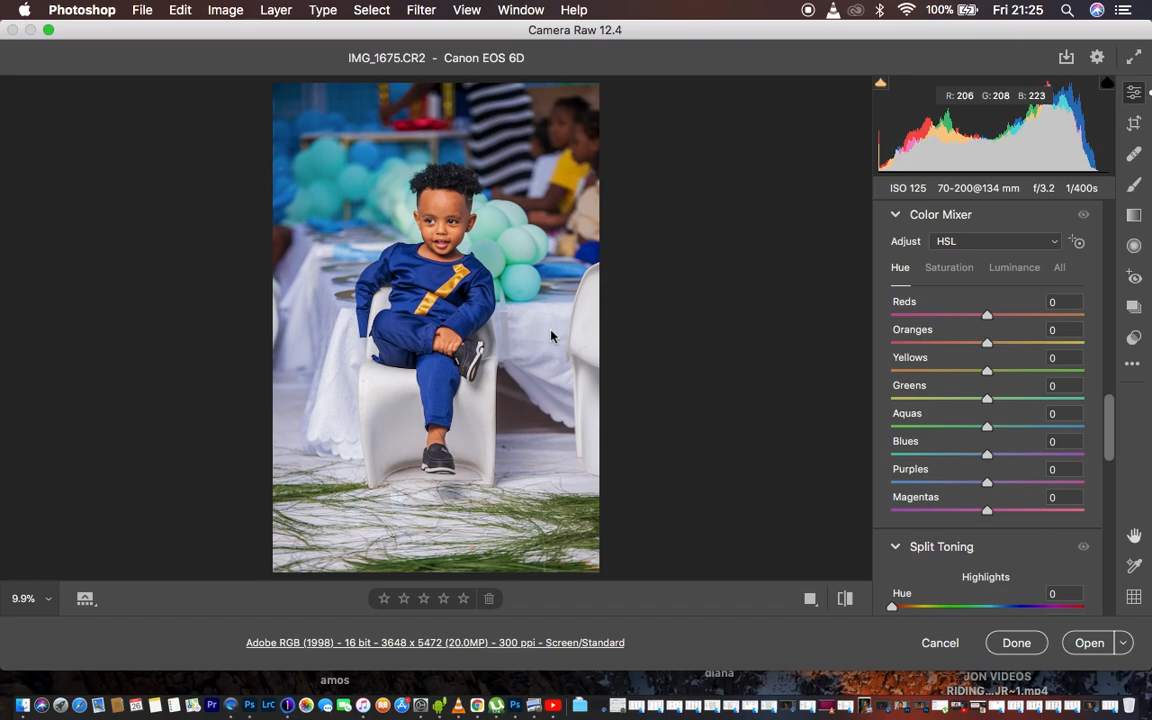 Photoshop File Edit Image Layer Type Select Filter View Window Help 100% Fri 21:25
Camera Raw 12.4
IMG_1675.CR2 - Canon EOS 6D
R: 206 G: 208 B: 223
ISO 125 70-200@134 mm f/3.2 1/400s
Color Mixer
Adjust HSL
Hue Saturation Luminance All
Reds 0
Oranges 0
Yellows 0
Greens 0
Aquas 0
Blues 0
Purples 0
Magentas 0
Split Toning
Highlights
Hue 0
9.9%
Adobe RGB (1998) - 16 bit - 3648 x 5472 (20.0MP) - 300 ppi - Screen/Standard
Cancel Done Open
amos diana JON VIDEOS
RIDING...JR~1.mp4
Pr Ps LrC Ps